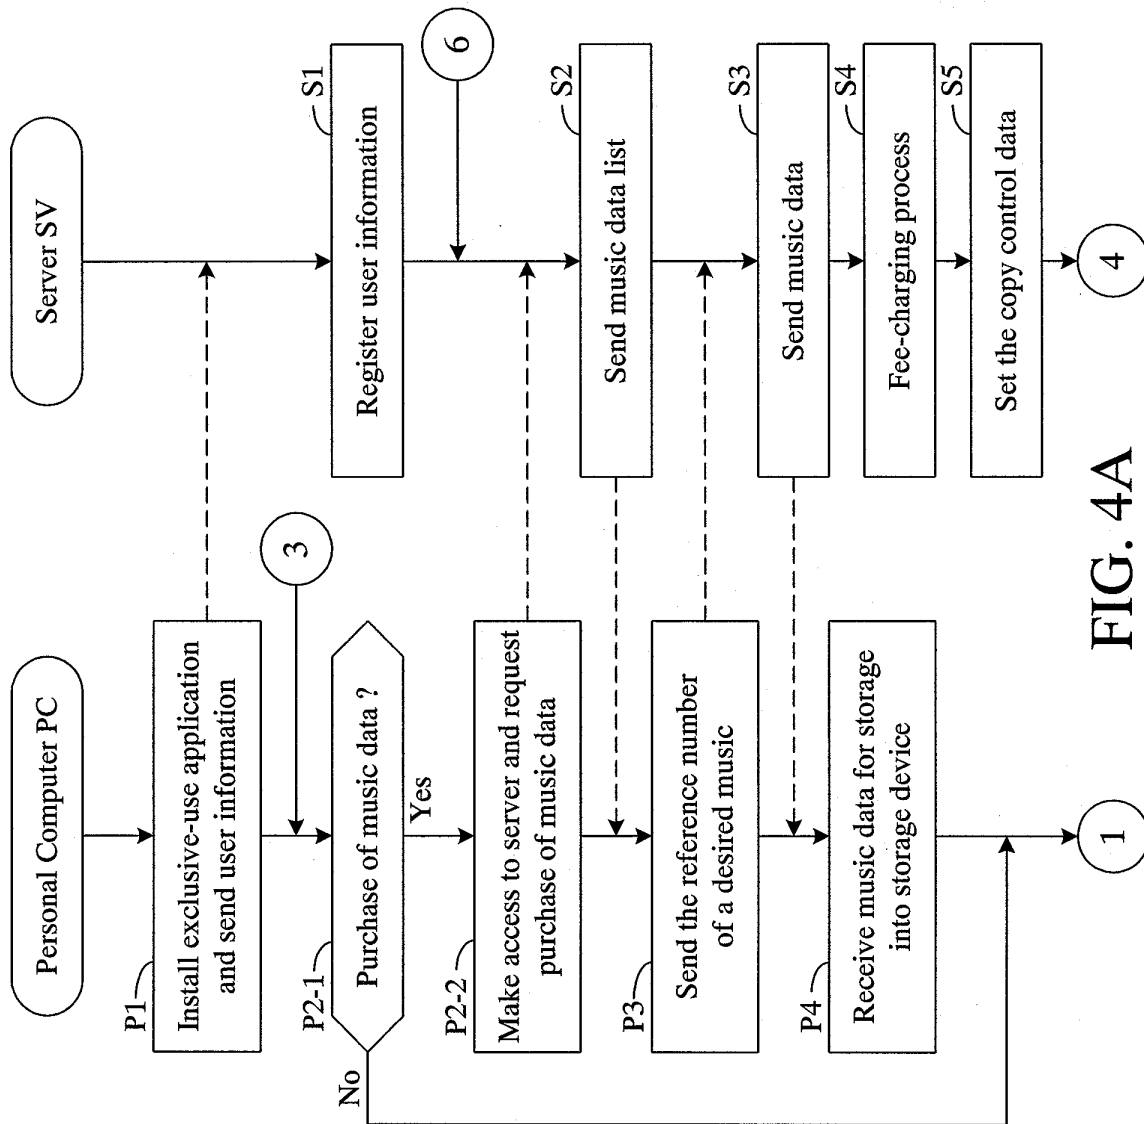 Personal Computer PC
P1
Install exclusive-use application
and send user information
3
P2-1
Purchase of music data ?
No
Yes
P2-2
Make access to server and request
purchase of music data
P3
Send the reference number
of a desired music
P4
Receive music data for storage
into storage device
1
Server SV
S1
Register user information
6
S2
Send music data list
S3
Send music data
S4
Fee-charging process
S5
Set the copy control data
4
FIG. 4A